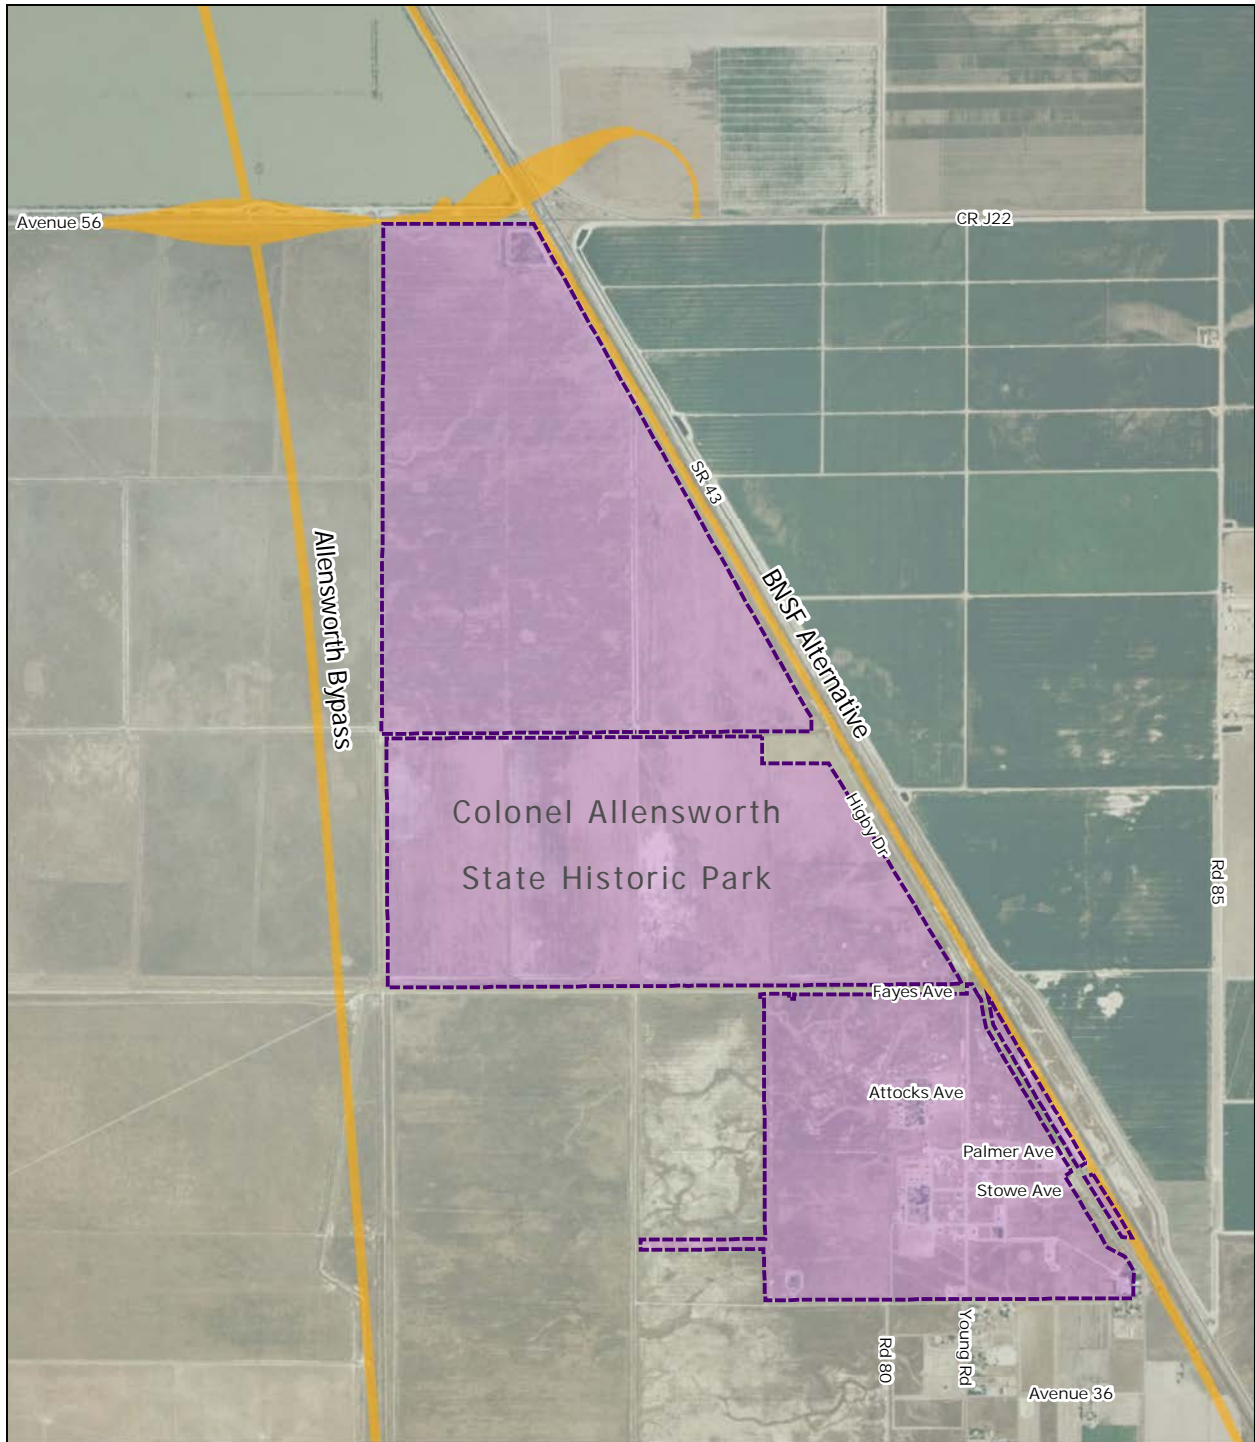 Avenue 56
CR J22
SR 43
Allensworth Bypass
BNSF Alternative
Colonel Allensworth
State Historic Park
Higby Dr
Rd 85
Fayes Ave
Attocks Ave
Palmer Ave
Stowe Ave
Rd 80
Young Rd
Avenue 36